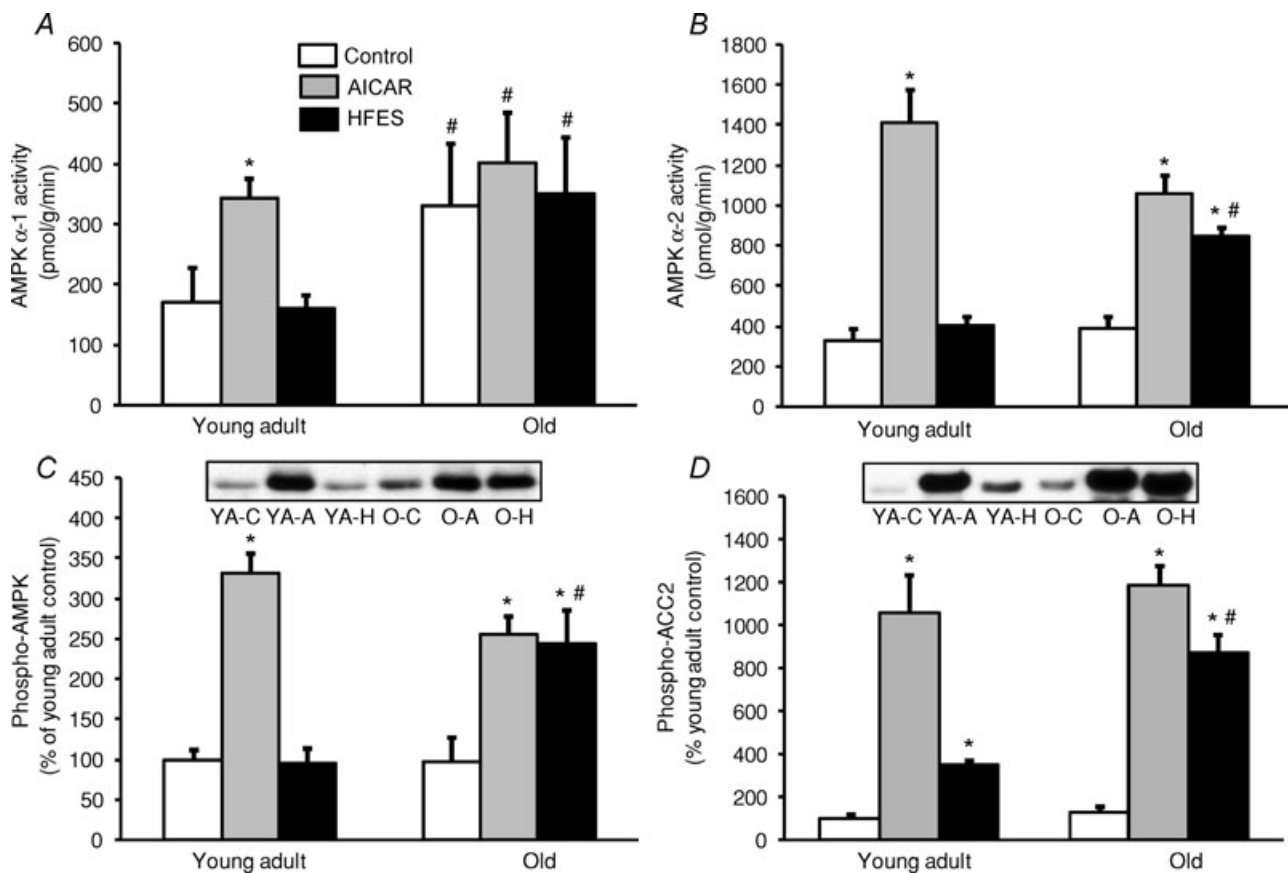 A
600
500
400
300
200
100
0
AMPK α-1 activity
(pmol/g/min)
Control
AICAR
HFES
*
#
#
#
Young adult
Old
B
1800
1600
1400
1200
1000
800
600
400
200
0
AMPK α-2 activity
(pmol/g/min)
*
*
* #
Young adult
Old
C
450
400
350
300
250
200
150
100
50
0
Phospho-AMPK
(% of young adult control)
YA-C YA-A YA-H O-C O-A O-H
*
*
* #
Young adult
Old
D
1600
1400
1200
1000
800
600
400
200
0
Phospho-ACC2
(% young adult control)
YA-C YA-A YA-H O-C O-A O-H
*
*
*
* #
Young adult
Old